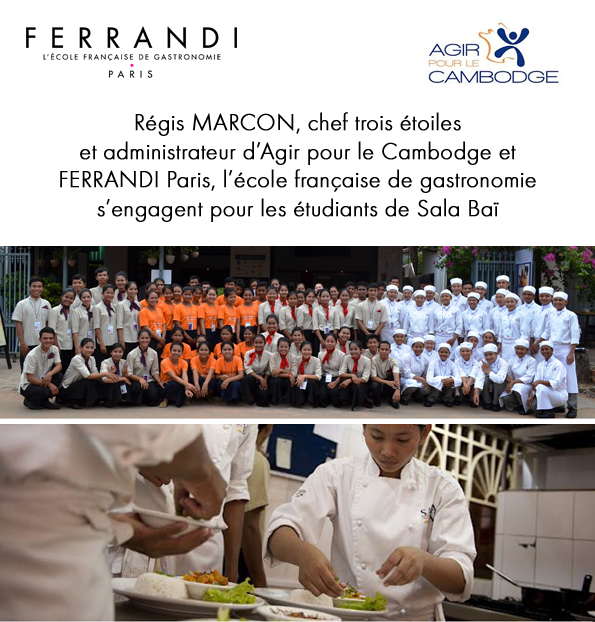 FERRANDI
L'ÉCOLE FRANÇAISE DE GASTRONOMIE
PARIS
AGIR
POUR LE
CAMBODGE
Régis MARCON, chef trois étoiles
et administrateur d'Agir pour le Cambodge et
FERRANDI Paris, l'école française de gastronomie
s'engagent pour les étudiants de Sala Baï